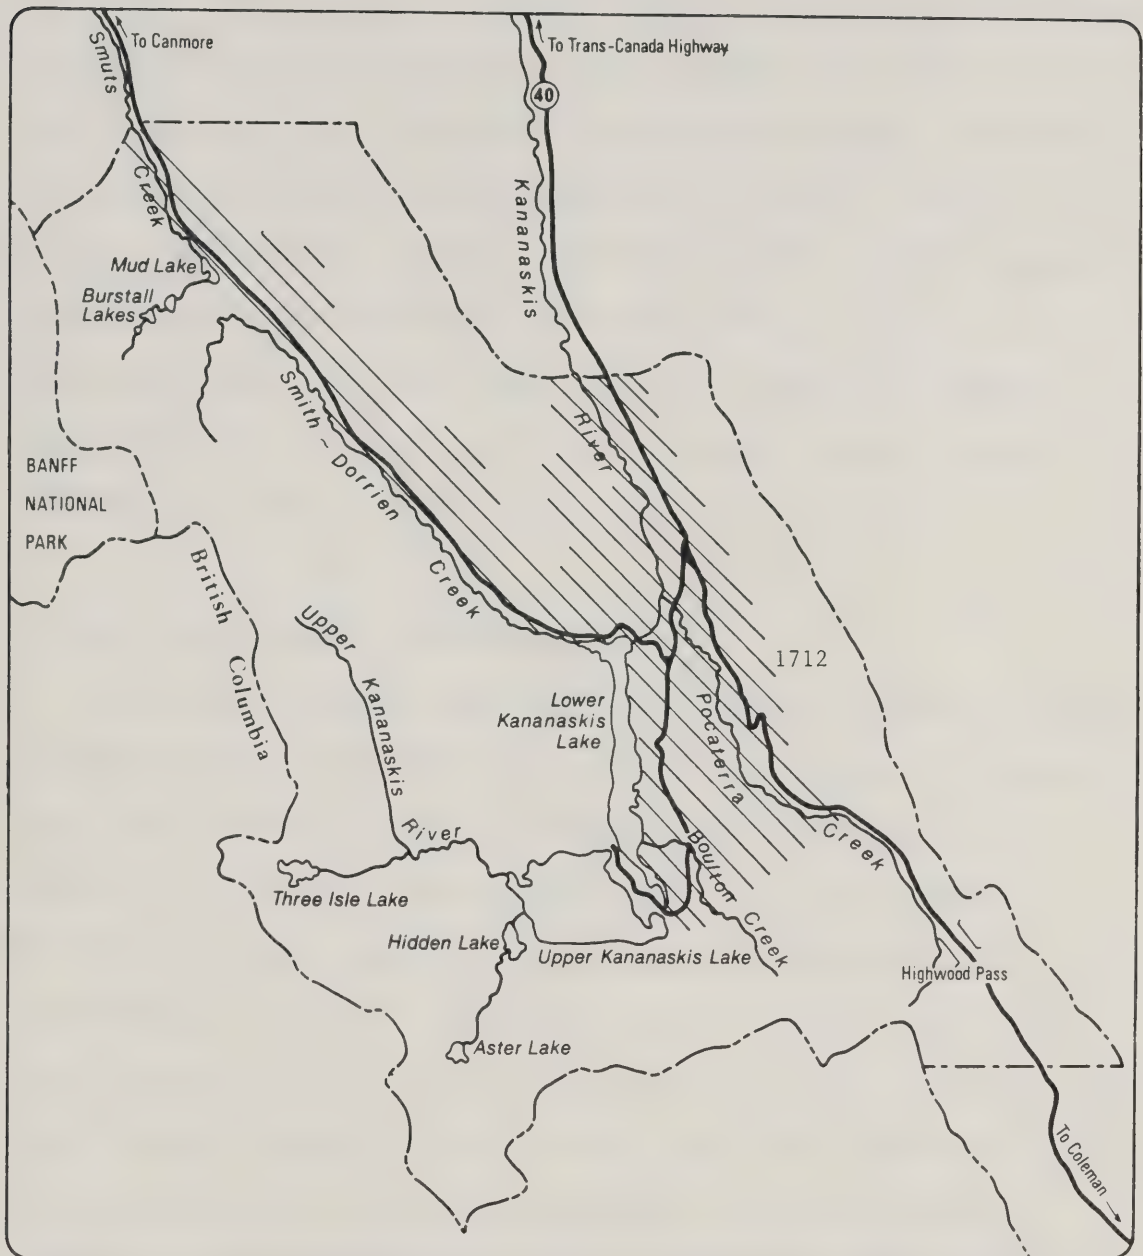 To Canmore
To Trans-Canada Highway
Smuts
Creek
40
Kananaskis
River
Mud Lake
Burstall
Lakes
Smith-Dorrien
Creek
BANFF
NATIONAL
PARK
British
Columbia
Upper
Kananaskis
River
1712
Lower
Kananaskis
Lake
Pocaterra
Creek
Boulton
Creek
Three Isle Lake
Hidden Lake
Upper Kananaskis Lake
Highwood Pass
Aster Lake
To Coleman